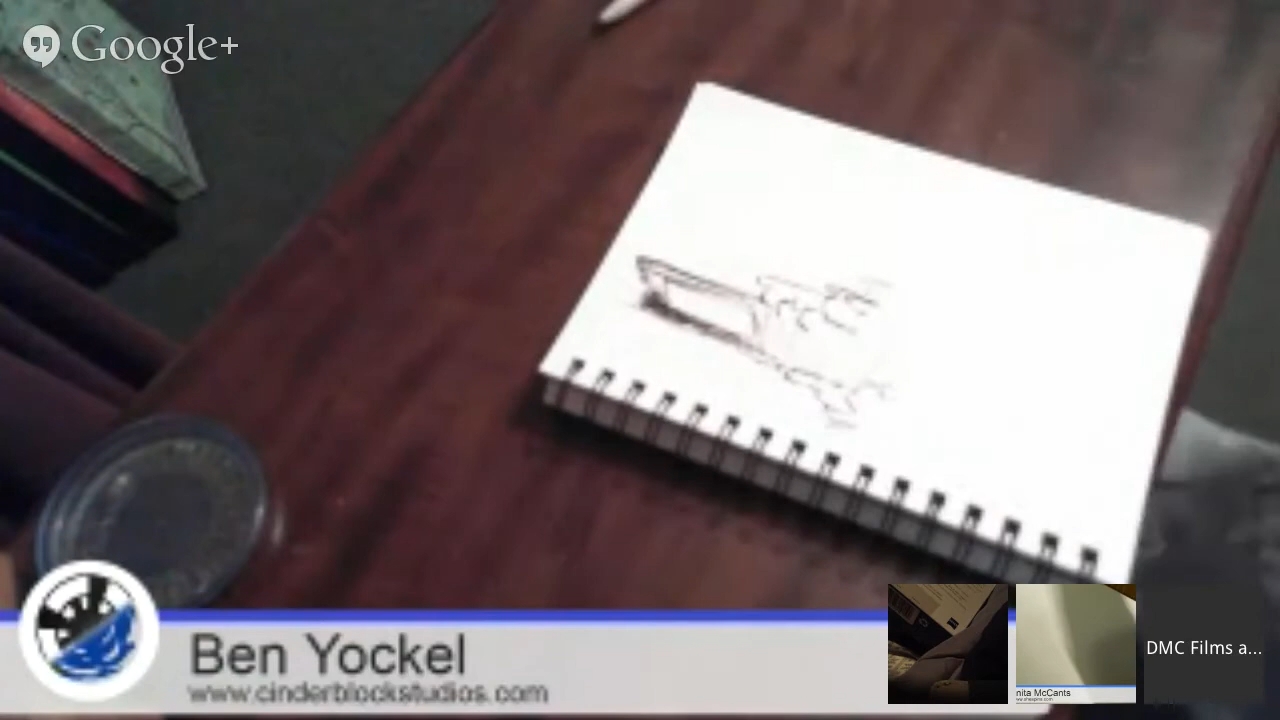 Google+
Ben Yockel
www.cinderblockstudios.com
nita McCants
DMC Films a...